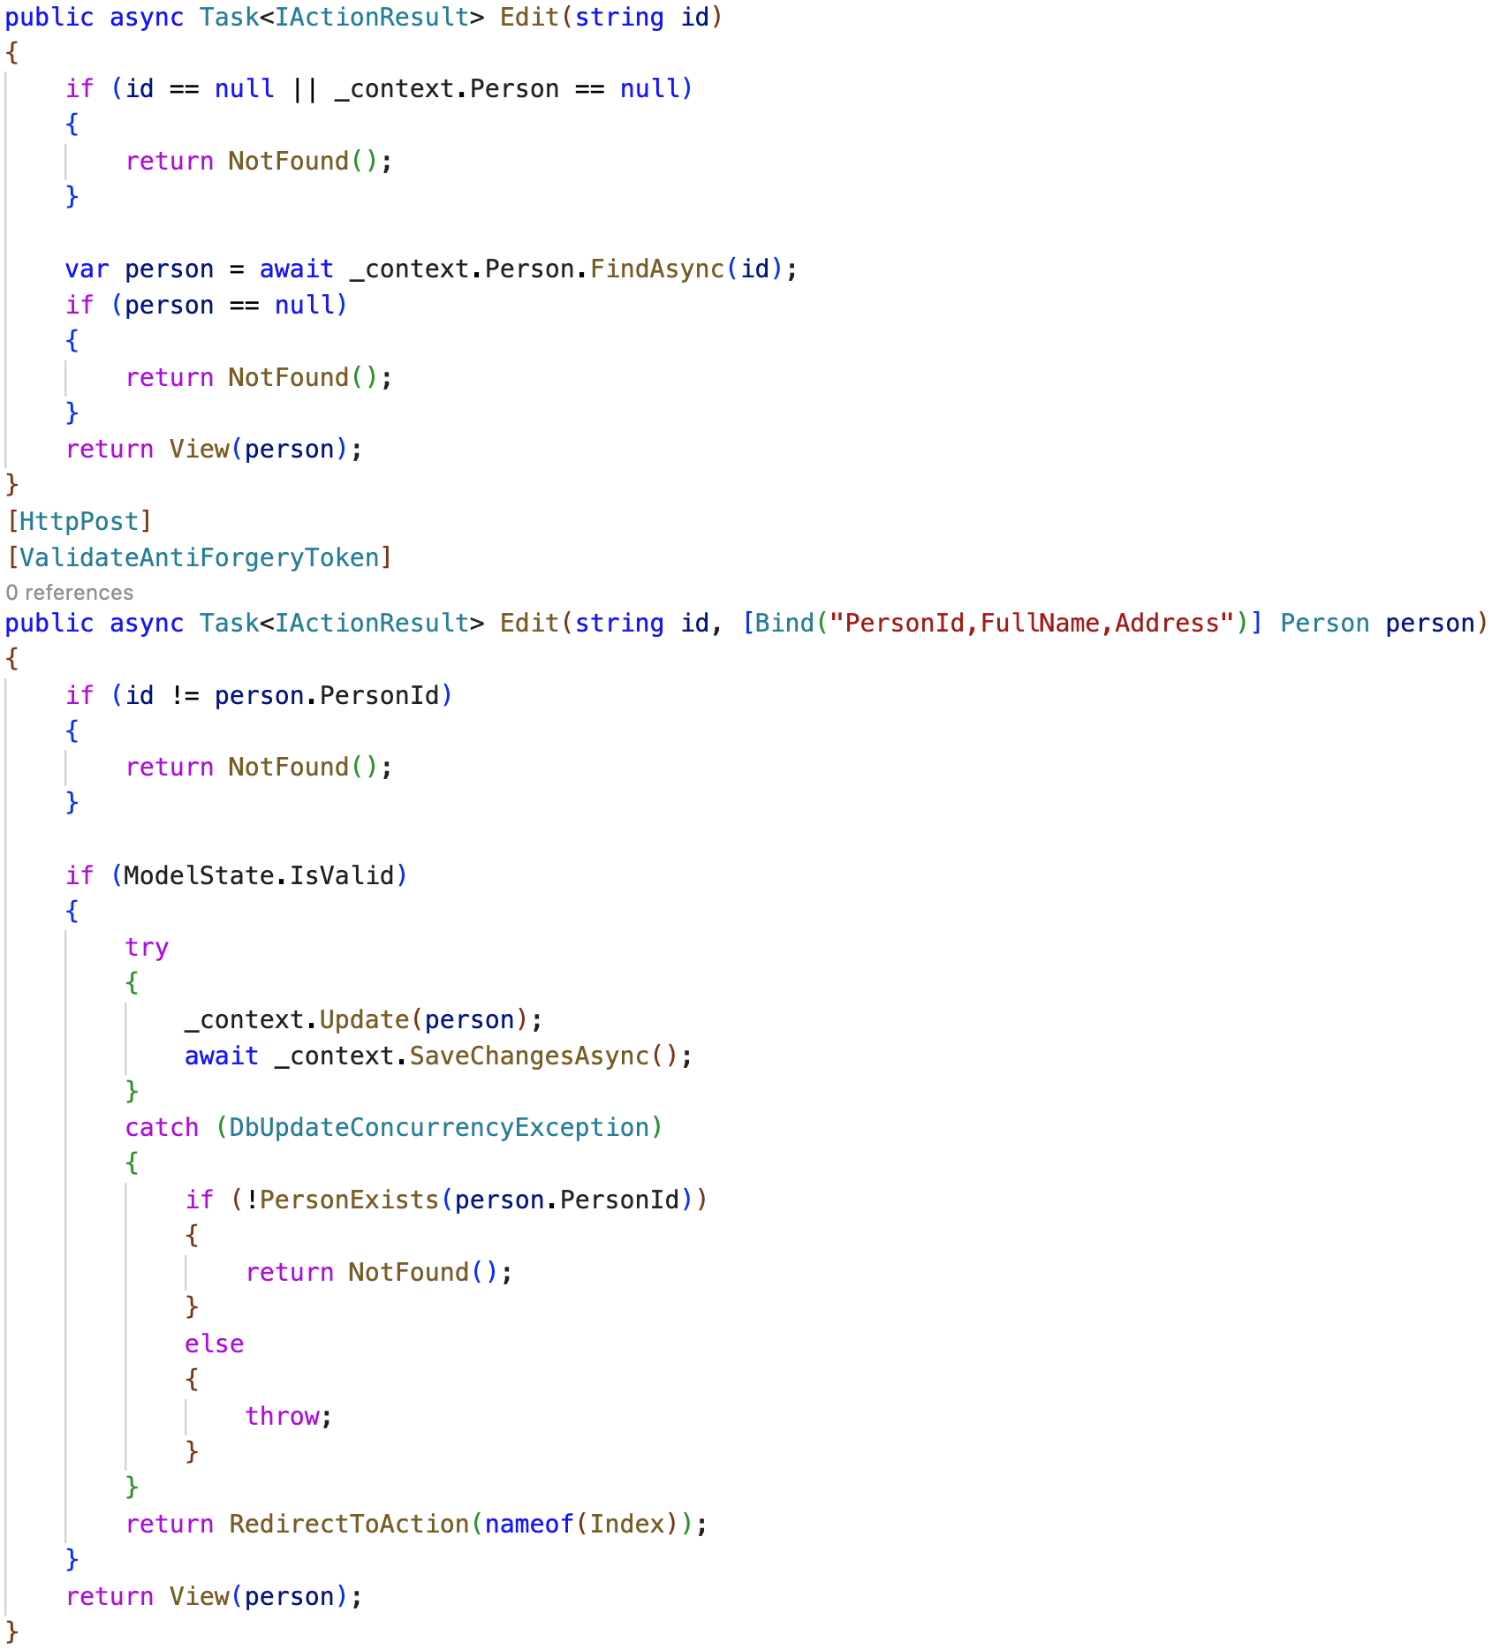 public async Task<IActionResult> Edit(string id)
{
    if (id == null || _context.Person == null)
    {
        return NotFound();
    }

    var person = await _context.Person.FindAsync(id);
    if (person == null)
    {
        return NotFound();
    }
    return View(person);
}
[HttpPost]
[ValidateAntiForgeryToken]
0 references
public async Task<IActionResult> Edit(string id, [Bind("PersonId,FullName,Address")] Person person)
{
    if (id != person.PersonId)
    {
        return NotFound();
    }

    if (ModelState.IsValid)
    {
        try
        {
            _context.Update(person);
            await _context.SaveChangesAsync();
        }
        catch (DbUpdateConcurrencyException)
        {
            if (!PersonExists(person.PersonId))
            {
                return NotFound();
            }
            else
            {
                throw;
            }
        }
        return RedirectToAction(nameof(Index));
    }
    return View(person);
}